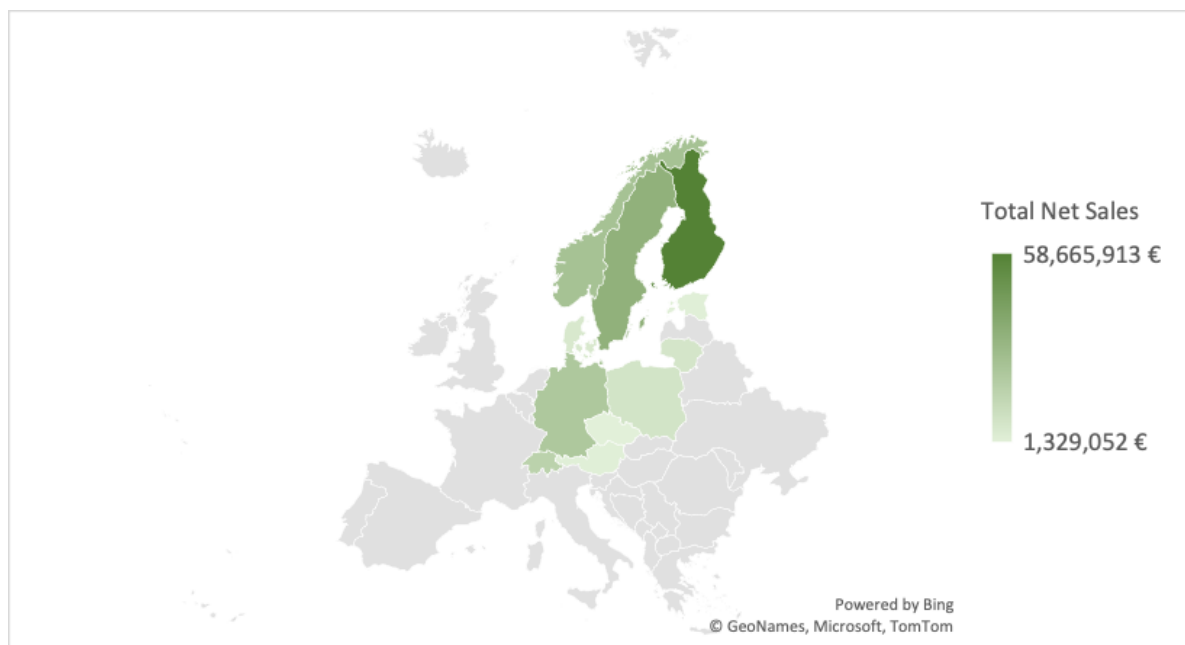 Total Net Sales
58,665,913 €
1,329,052 €
Powered by Bing
© GeoNames, Microsoft, TomTom